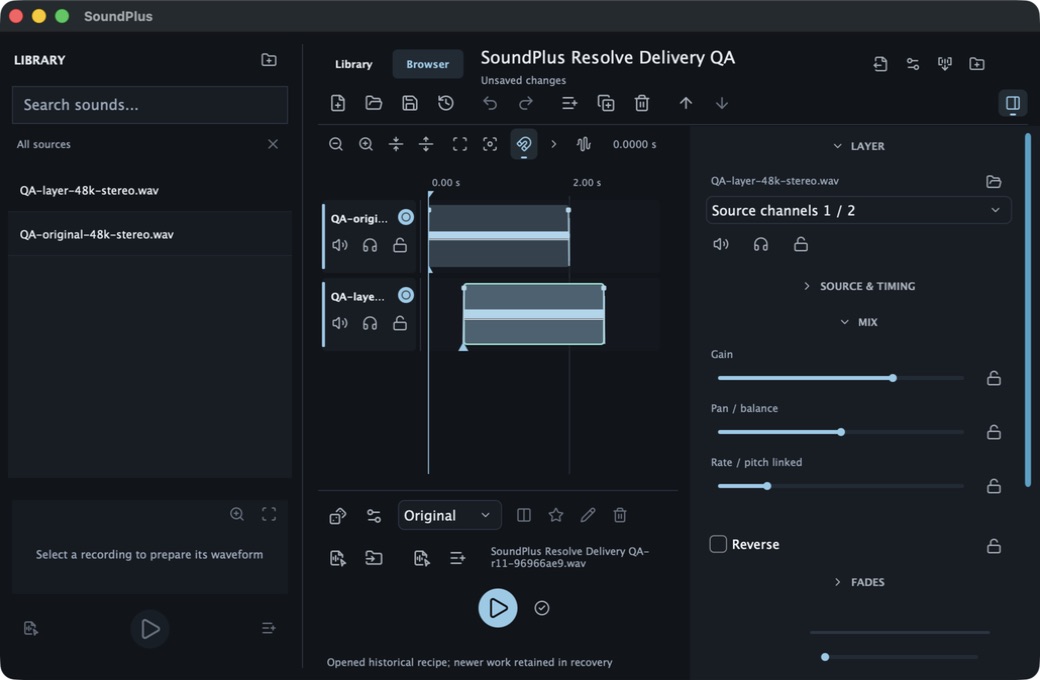 SoundPlus
LIBRARY
Search sounds...
All sources
QA-layer-48k-stereo.wav
QA-original-48k-stereo.wav
Select a recording to prepare its waveform
Library
Browser
SoundPlus Resolve Delivery QA
Unsaved changes
0.0000 s
0.00 s
2.00 s
QA-origi...
QA-laye...
Original
SoundPlus Resolve Delivery QA-
r11-96966ae9.wav
Opened historical recipe; newer work retained in recovery
LAYER
QA-layer-48k-stereo.wav
Source channels 1 / 2
SOURCE & TIMING
MIX
Gain
Pan / balance
Rate / pitch linked
Reverse
FADES